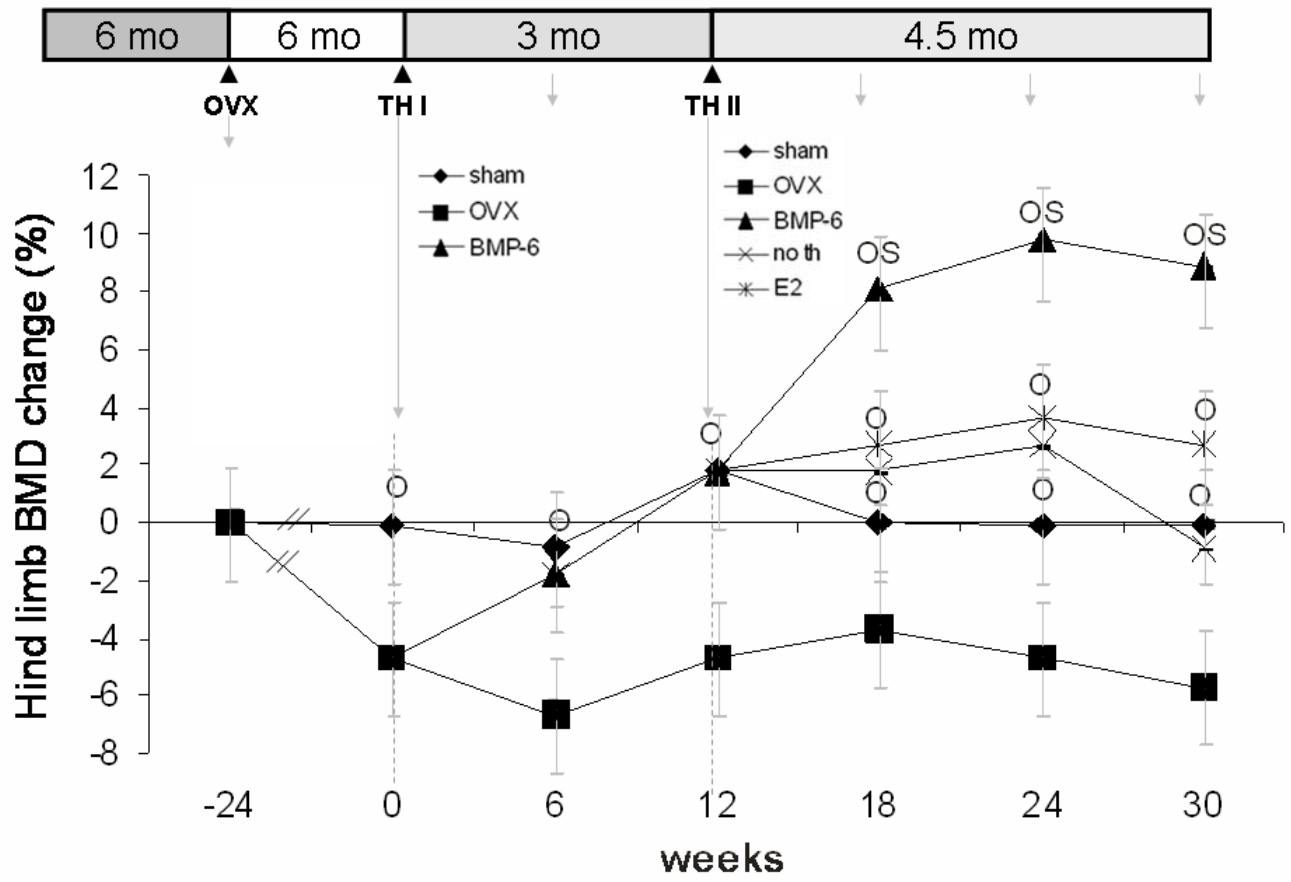 6 mo 6 mo 3 mo 4.5 mo
OVX TH I TH II
sham
OVX
BMP-6
sham
OVX
BMP-6
no th
E2
Hind limb BMD change (%)
12
10
8
6
4
2
0
-2
-4
-6
-8
OS OS OS
O O O
O O O O O O O
-24 0 6 12 18 24 30
weeks